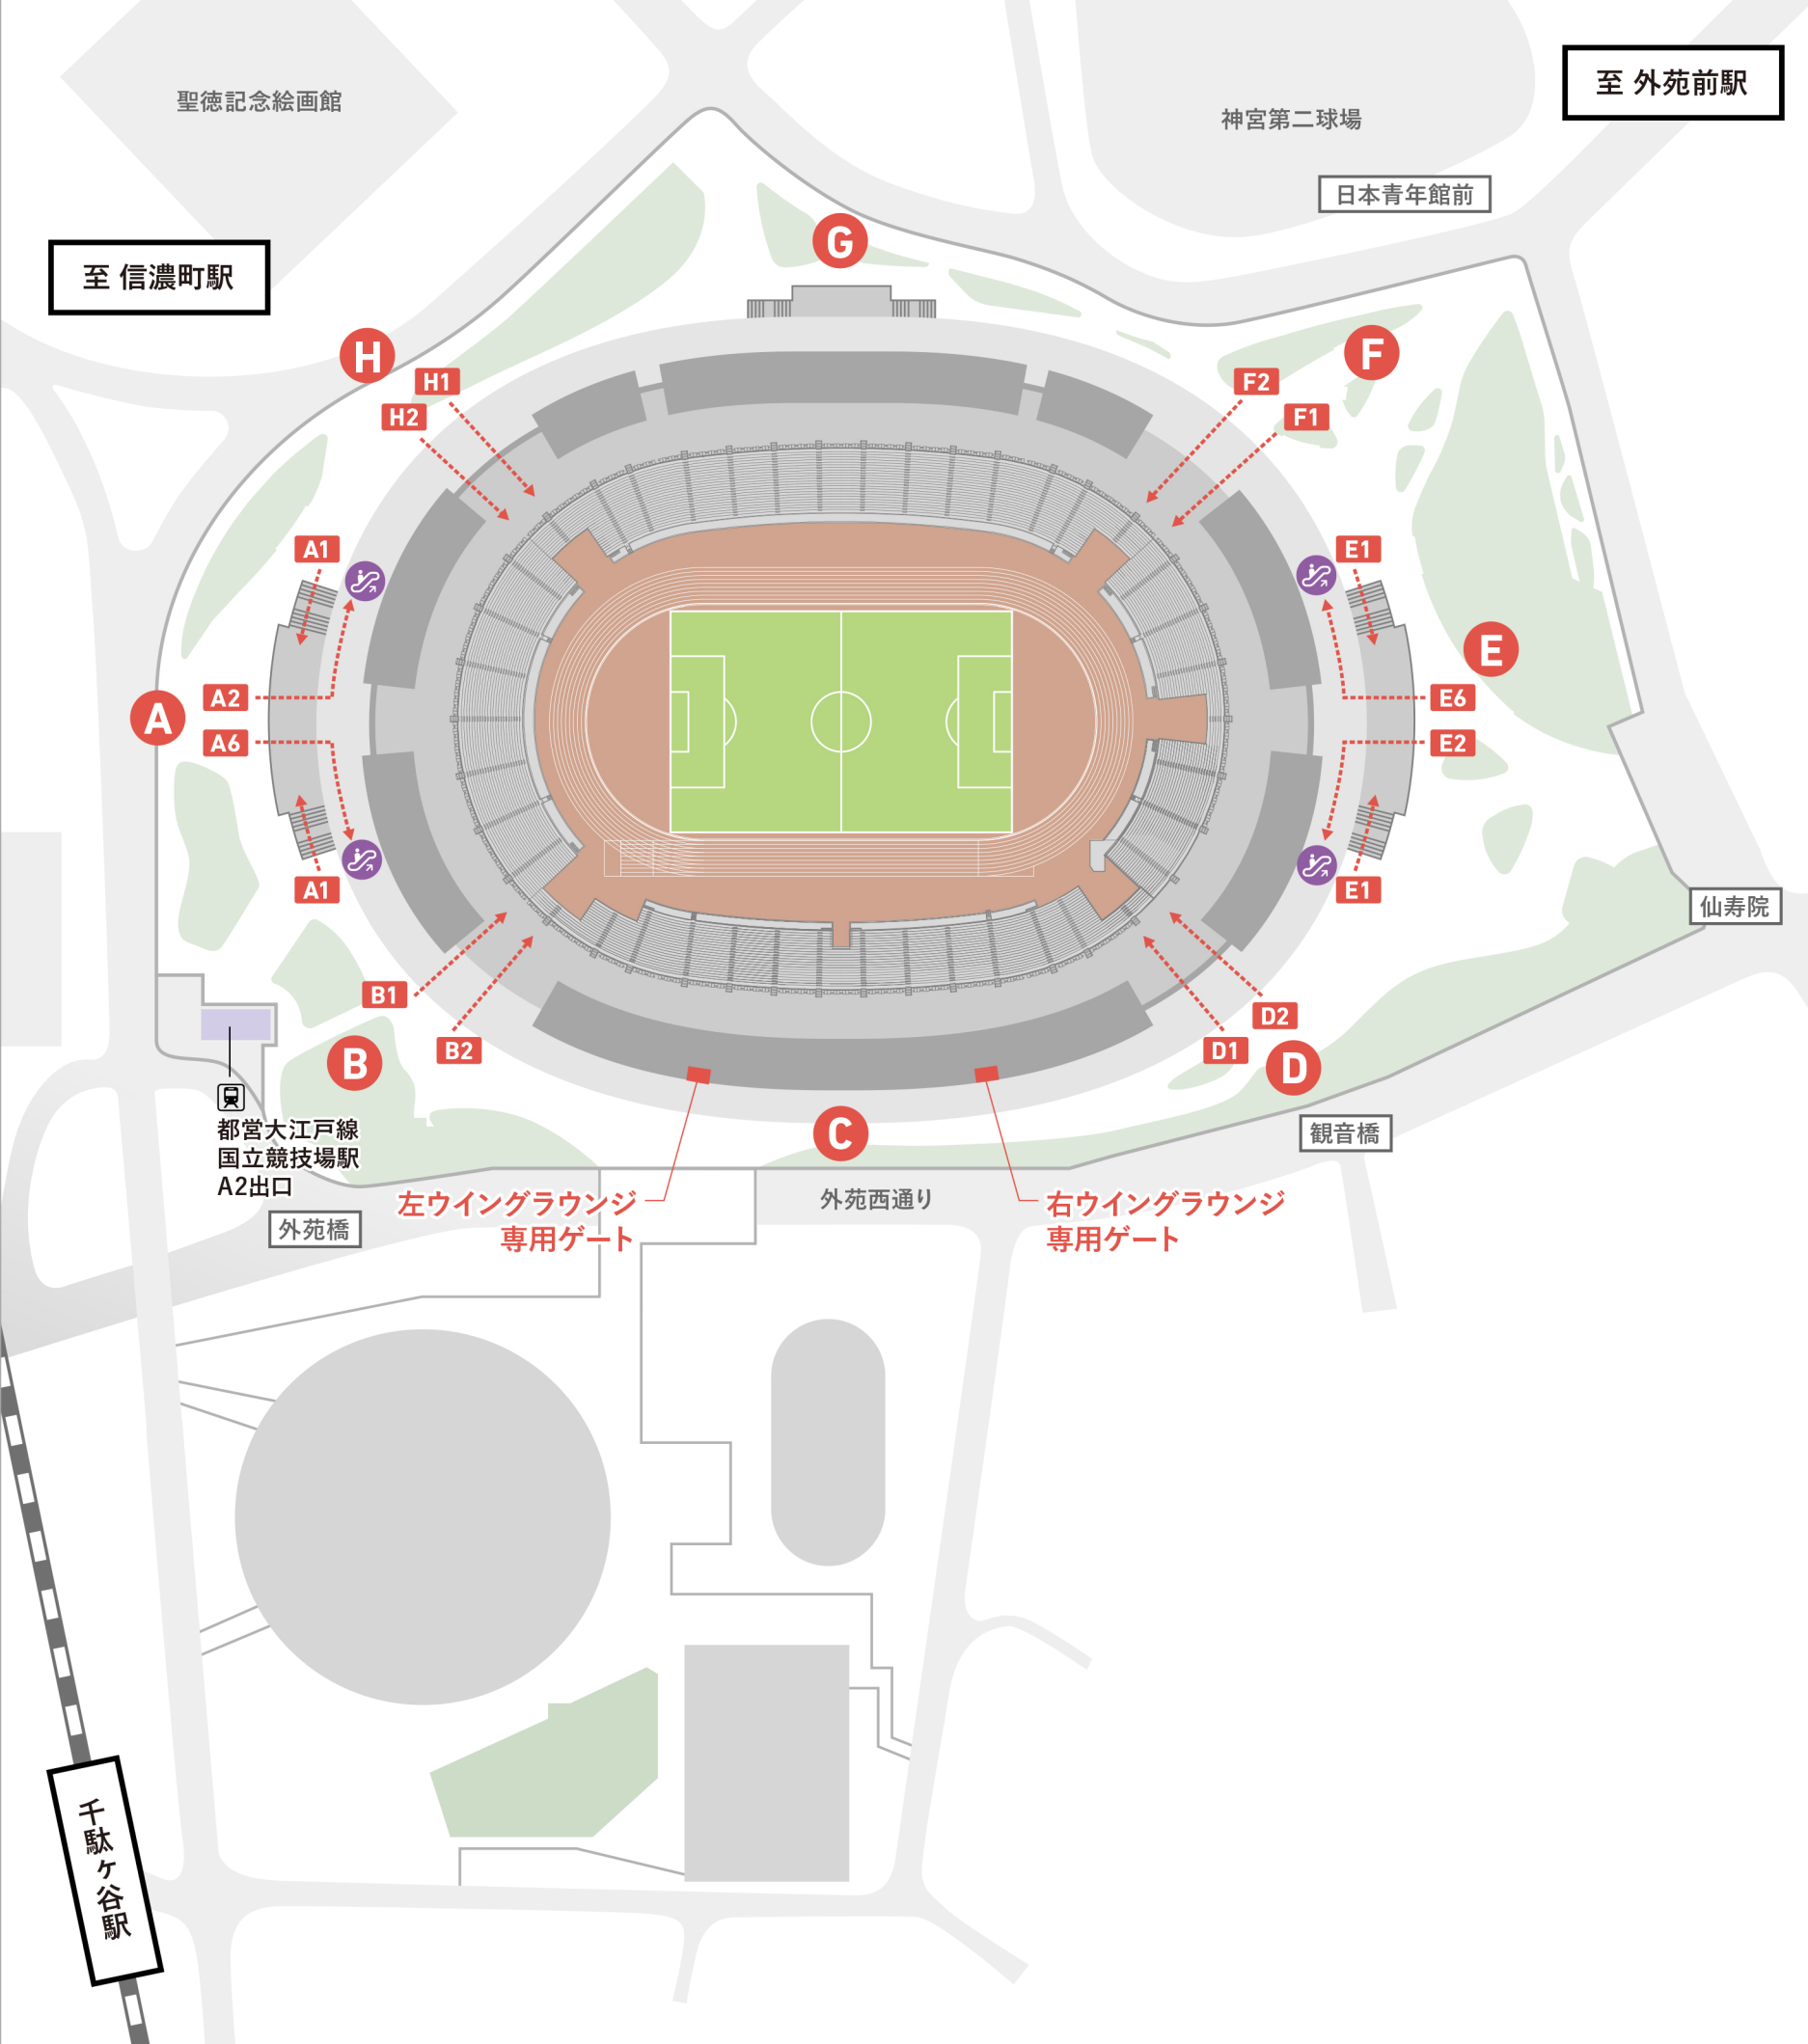 聖徳記念絵画館
神宮第二球場
至 外苑前駅
日本青年館前
至 信濃町駅
G
H
H1
H2
F
F2
F1
A1
E1
E
A2
A
A6
E6
E2
A1
E1
仙寿院
B1
B2
B
D2
D1
D
C
都営大江戸線
国立競技場駅
A2出口
観音橋
外苑橋
左ウイングラウンジ
専用ゲート
外苑西通り
右ウイングラウンジ
専用ゲート
千駄ヶ谷駅